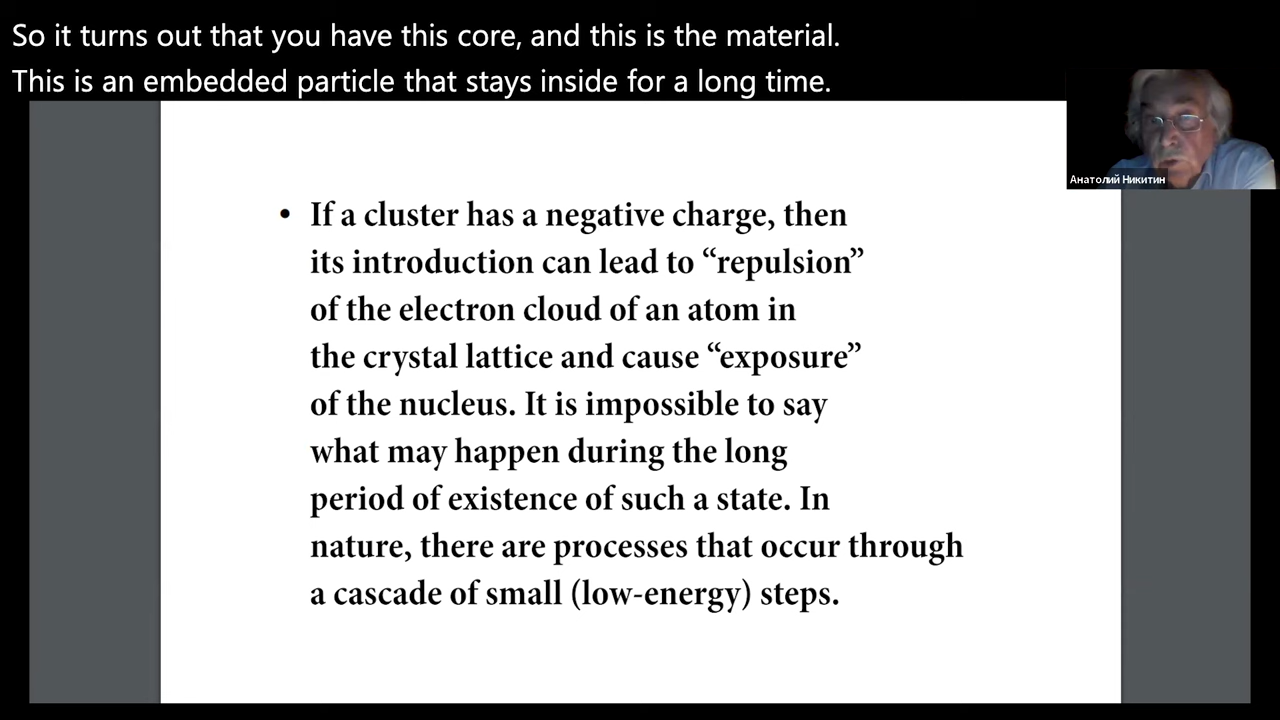 So it turns out that you have this core, and this is the material.
This is an embedded particle that stays inside for a long time.
Анатолий Никитин
• If a cluster has a negative charge, then
its introduction can lead to “repulsion”
of the electron cloud of an atom in
the crystal lattice and cause “exposure”
of the nucleus. It is impossible to say
what may happen during the long
period of existence of such a state. In
nature, there are processes that occur through
a cascade of small (low-energy) steps.